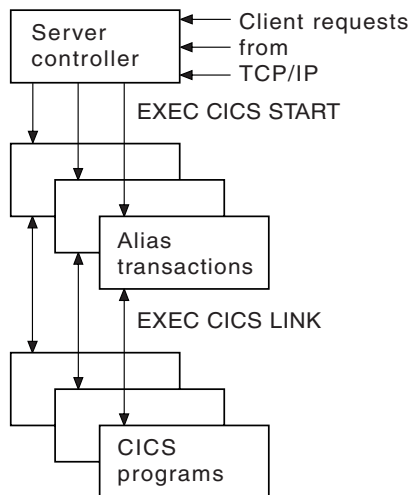 Server
controller
Client requests
from
TCP/IP
EXEC CICS START
Alias
transactions
EXEC CICS LINK
CICS
programs